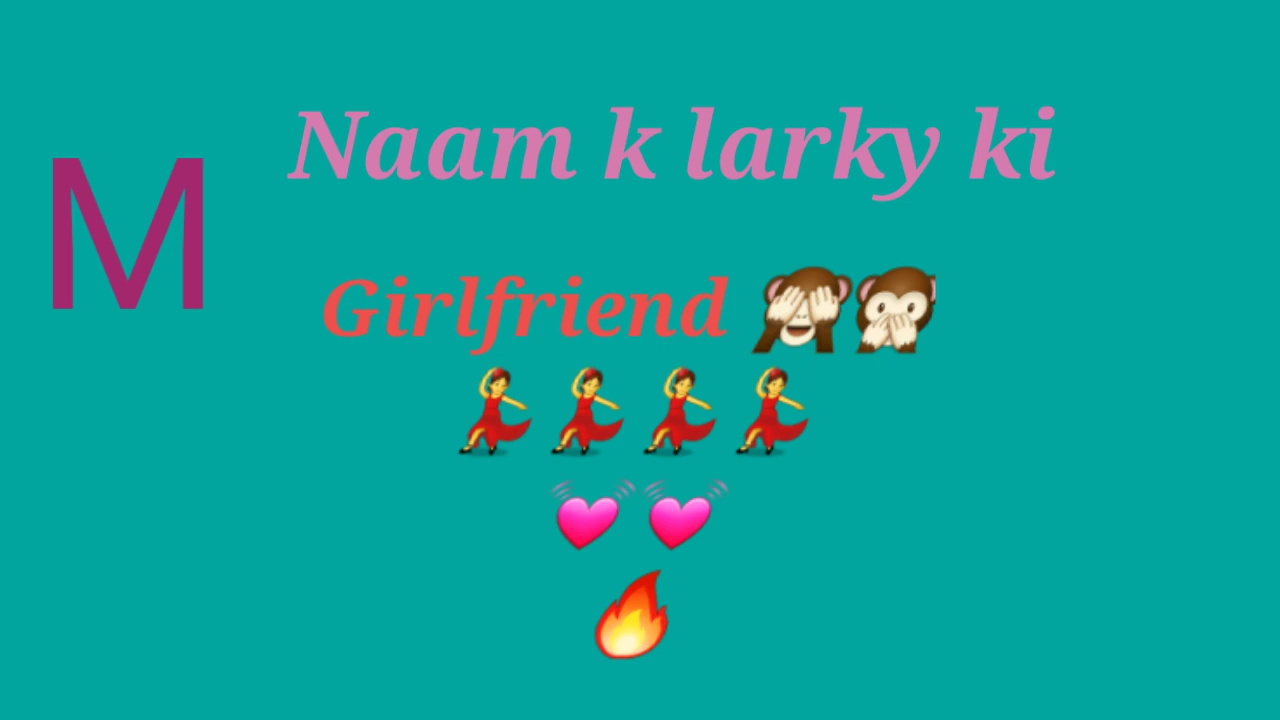 M Naam k larky ki
Girlfriend 🙈🙊
💃💃💃💃
💓💓
🔥